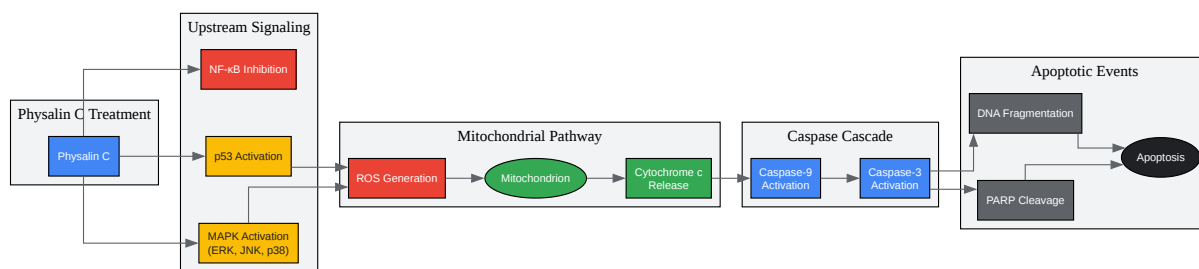 Upstream Signaling
NF-κB Inhibition
Physalin C Treatment
Physalin C
p53 Activation
MAPK Activation
(ERK, JNK, p38)
Mitochondrial Pathway
ROS Generation
Mitochondrion
Cytochrome c
Release
Caspase Cascade
Caspase-9
Activation
Caspase-3
Activation
Apoptotic Events
DNA Fragmentation
PARP Cleavage
Apoptosis